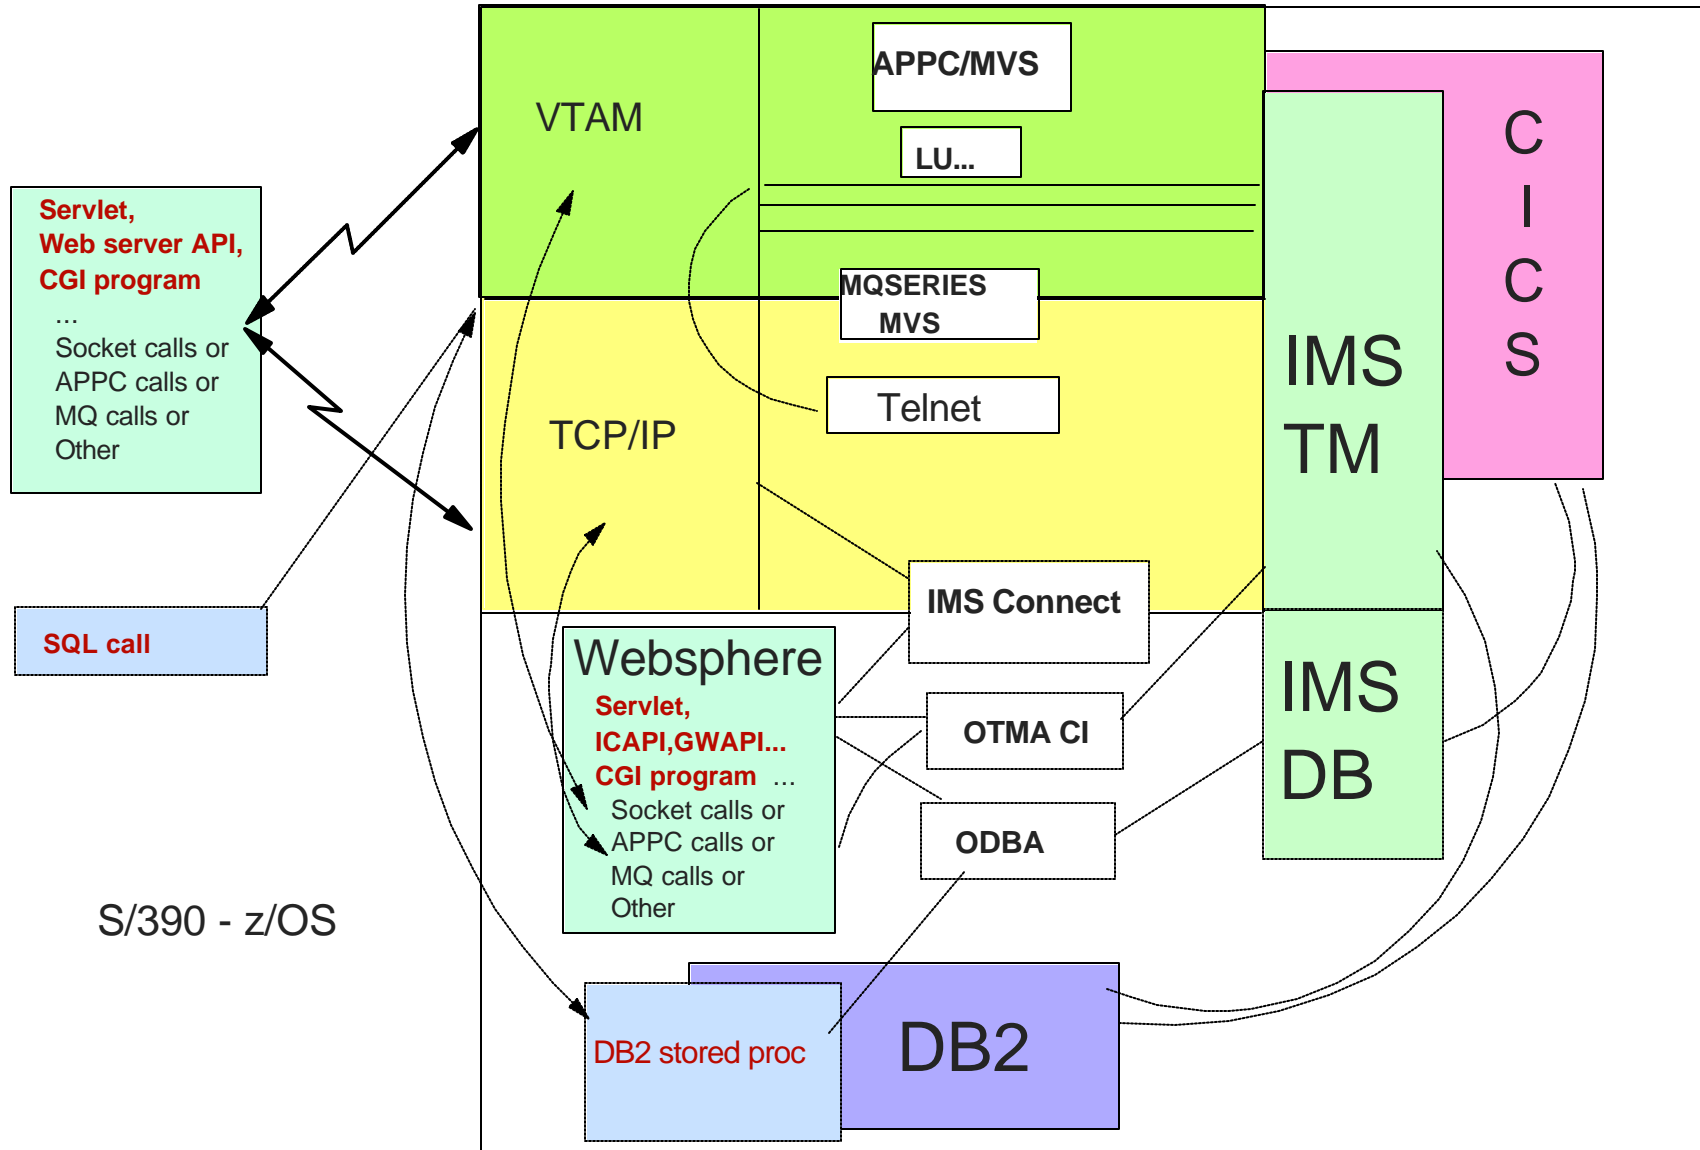 APPC/MVS
VTAM
LU...
C
I
C
S
Servlet,
Web server API,
CGI program
...
Socket calls or
APPC calls or
MQ calls or
Other
MQSERIES
MVS
IMS
TM
Telnet
TCP/IP
IMS Connect
SQL call
Websphere
Servlet,
ICAPI,GWAPI...
CGI program ...
Socket calls or
APPC calls or
MQ calls or
Other
OTMA CI
IMS
DB
ODBA
S/390 - z/OS
DB2 stored proc
DB2